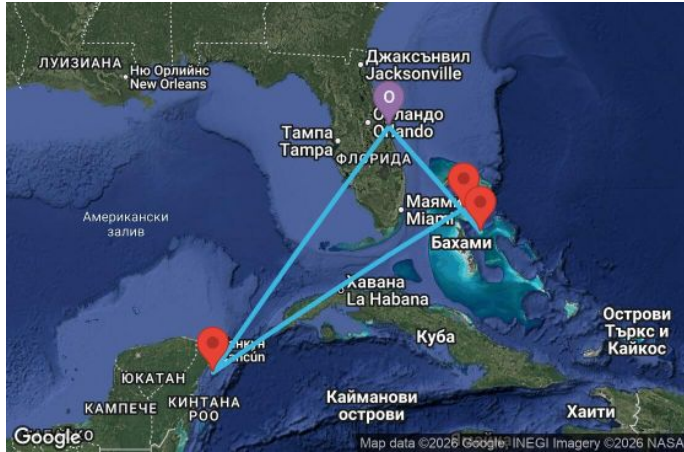 ЛУИЗИАНА
Ню Орлийнс
New Orleans
Джаксънвил
Jacksonville
O
Орландо
Orlando
Тампа
Tampa
ФЛОРИДА
Маями
Miami
Американски
залив
Бахами
Хавана
La Habana
Куба
Острови
Търкс и
Кайкос
Cancún
ЮКАТАН
КАМПЕЧЕ
КИНТАНА
РОО
Кайманови
острови
Хаити
Google
Map data ©2026 Google, INEGI Imagery ©2026 NASA